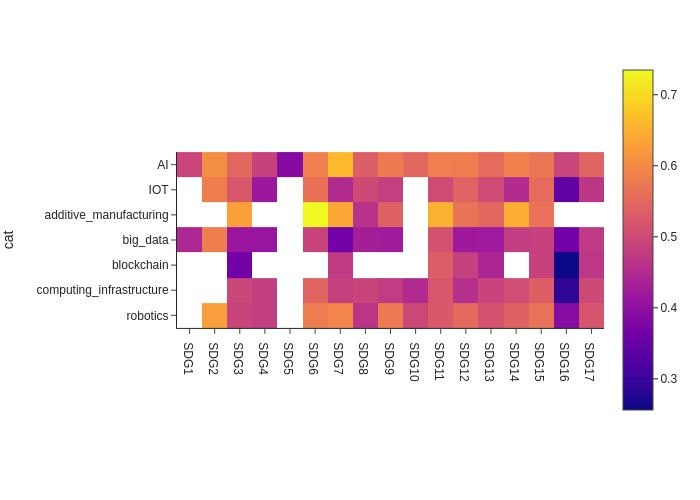 cat
AI
IOT
additive_manufacturing
big_data
blockchain
computing_infrastructure
robotics
SDG1
SDG2
SDG3
SDG4
SDG5
SDG6
SDG7
SDG8
SDG9
SDG10
SDG11
SDG12
SDG13
SDG14
SDG15
SDG16
SDG17
0.7
0.6
0.5
0.4
0.3